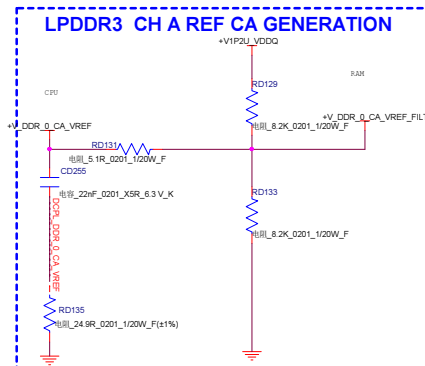 LPDDR3 CH A REF CA GENERATION
+V1P2U_VDDQ
RD129
RAM
CPU
+V_DDR_0_CA_VREF
+V_DDR_0_CA_VREF_FILT
电阻_8.2K_0201_1/20W_F
RD131
电阻_5.1R_0201_1/20W_F
CD255
电容_22nF_0201_X5R_6.3 V_K
RD133
DCPL_DDR_0_CA_VREF
电阻_8.2K_0201_1/20W_F
RD135
电阻_24.9R_0201_1/20W_F(±1%)